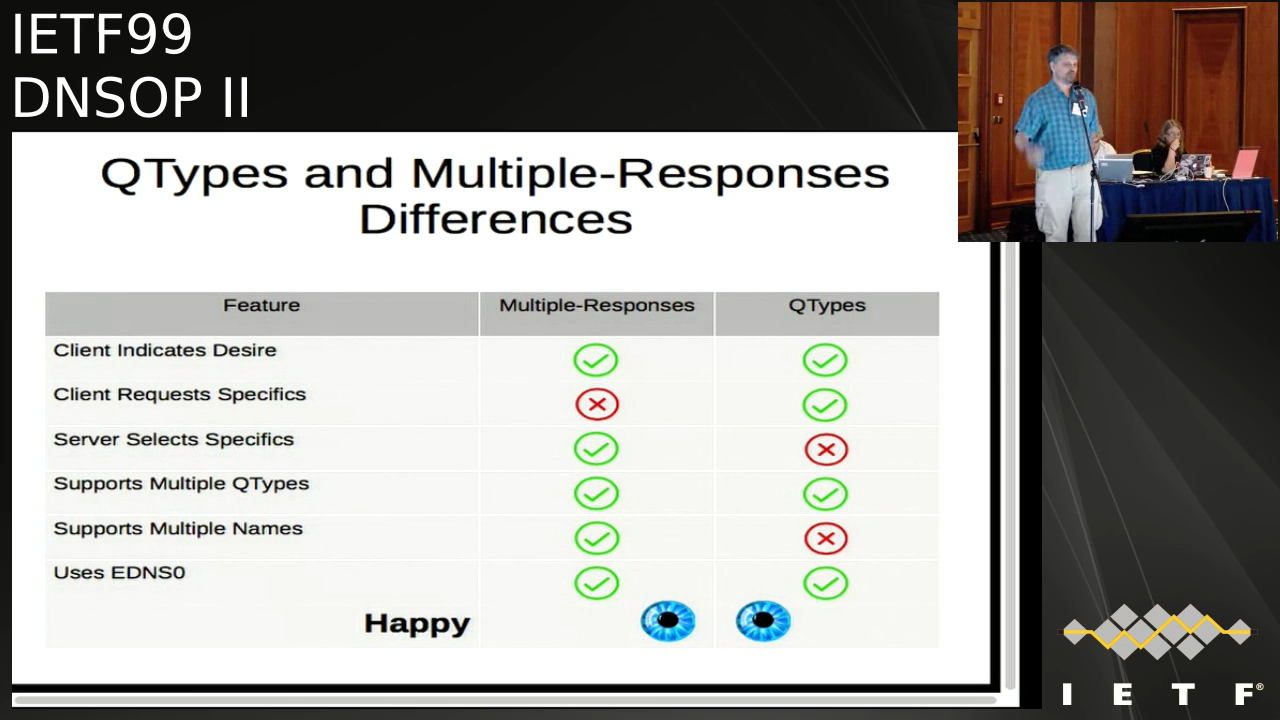 IETF99
DNSOP II
QTypes and Multiple-Responses
Differences
Feature Multiple-Responses QTypes
Client Indicates Desire
Client Requests Specifics
Server Selects Specifics
Supports Multiple QTypes
Supports Multiple Names
Uses EDNS0
Happy
I E T F®